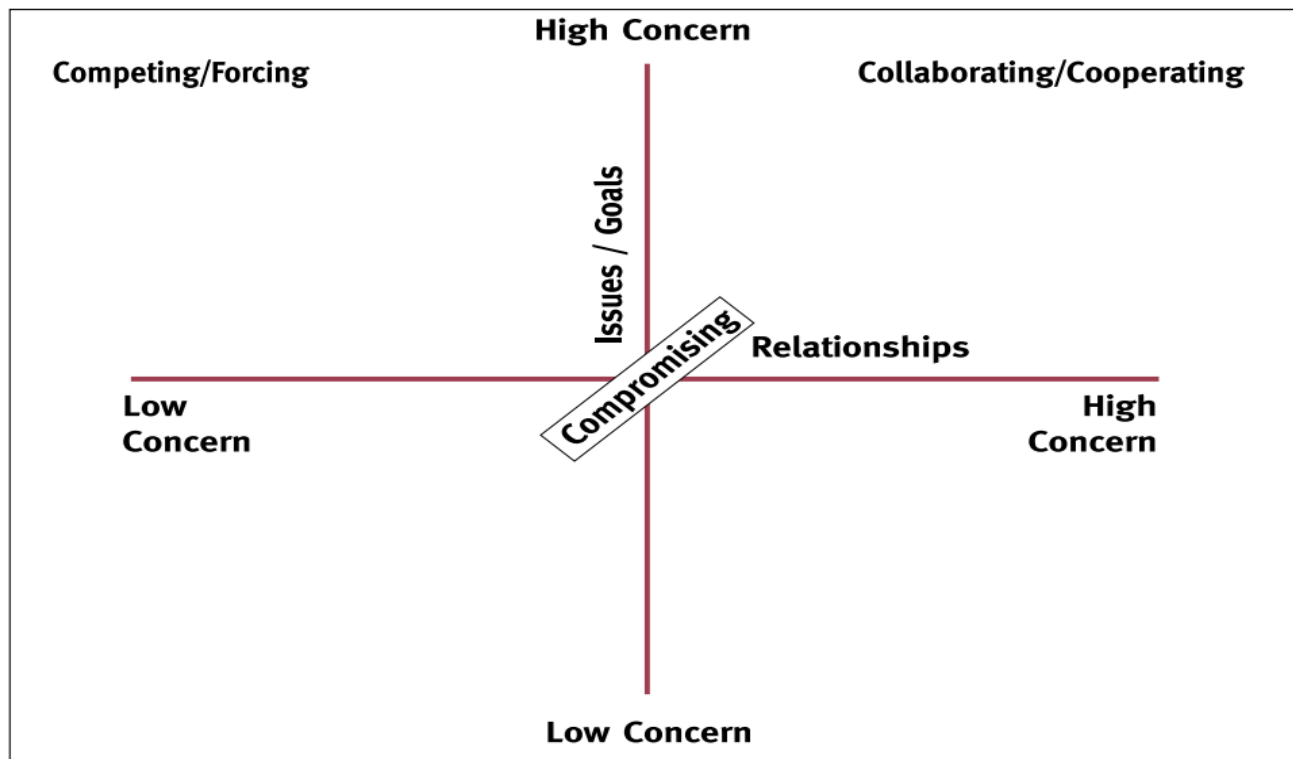 High Concern
Competing/Forcing
Collaborating/Cooperating
Issues / Goals
Compromising
Relationships
Low
Concern
High
Concern
Low Concern